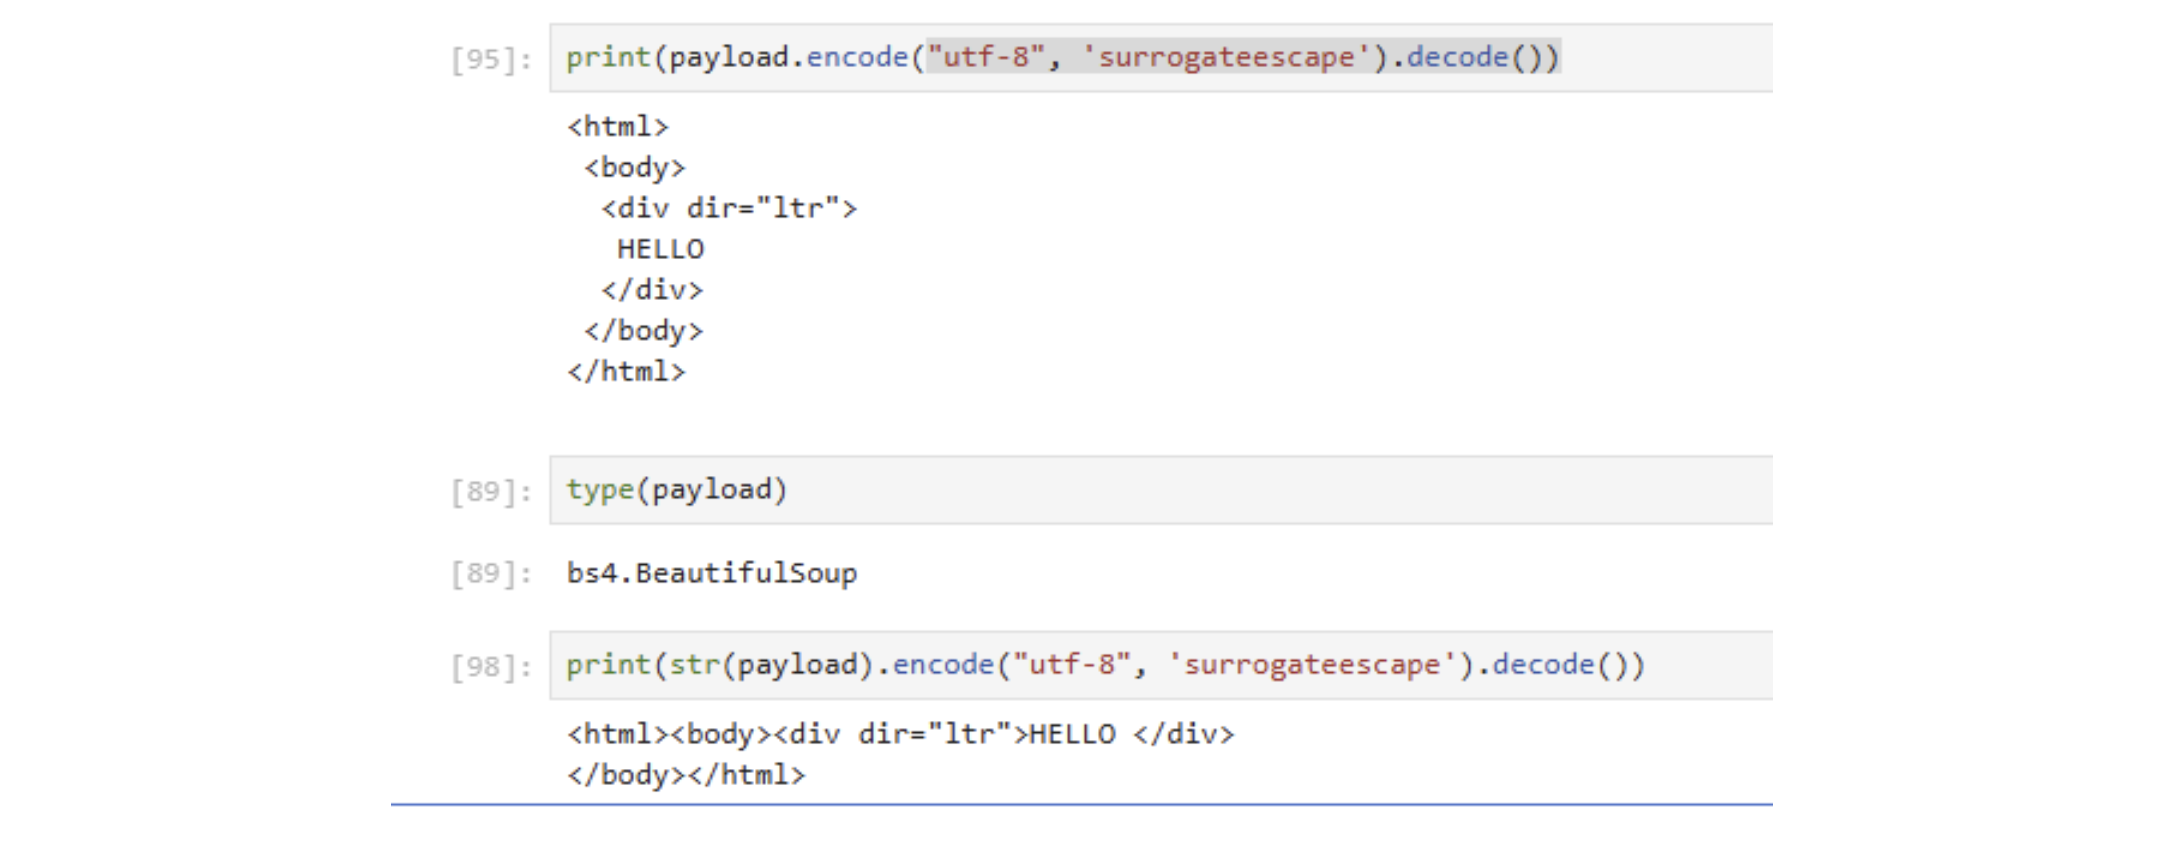 [95]: print(payload.encode("utf-8", 'surrogateescape').decode())
<html>
 <body>
  <div dir="ltr">
   HELLO
  </div>
 </body>
</html>
[89]: type(payload)
[89]: bs4.BeautifulSoup
[98]: print(str(payload).encode("utf-8", 'surrogateescape').decode())
<html><body><div dir="ltr">HELLO </div>
</body></html>